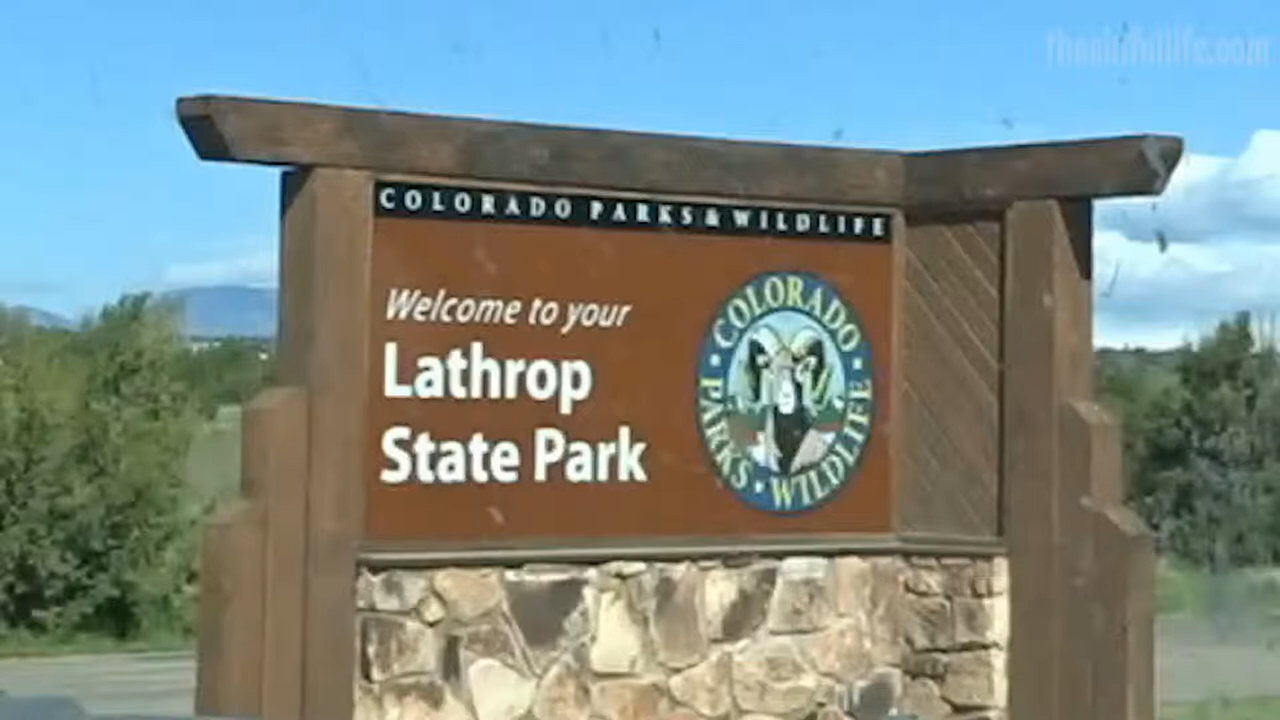 COLORADO PARKS & WILDLIFE
Welcome to your
Lathrop
State Park
COLORADO
PARKS • WILDLIFE